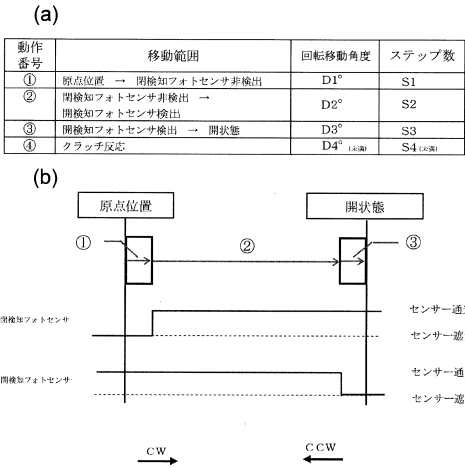 (a)
動作番号 移動範囲 回転移動角度 ステップ数
① 原点位置 → 閉検知フォトセンサ非検出 D1° S1
② 閉検知フォトセンサ非検出 → 開検知フォトセンサ検出 D2° S2
③ 開検知フォトセンサ検出 → 開状態 D3° S3
④ クラッチ反応 D4°(未満) S4(未満)
(b)
原点位置 開状態
① ② ③
閉検知フォトセンサ
センサー通
センサー遮
開検知フォトセンサ
センサー通
センサー遮
CW CCW